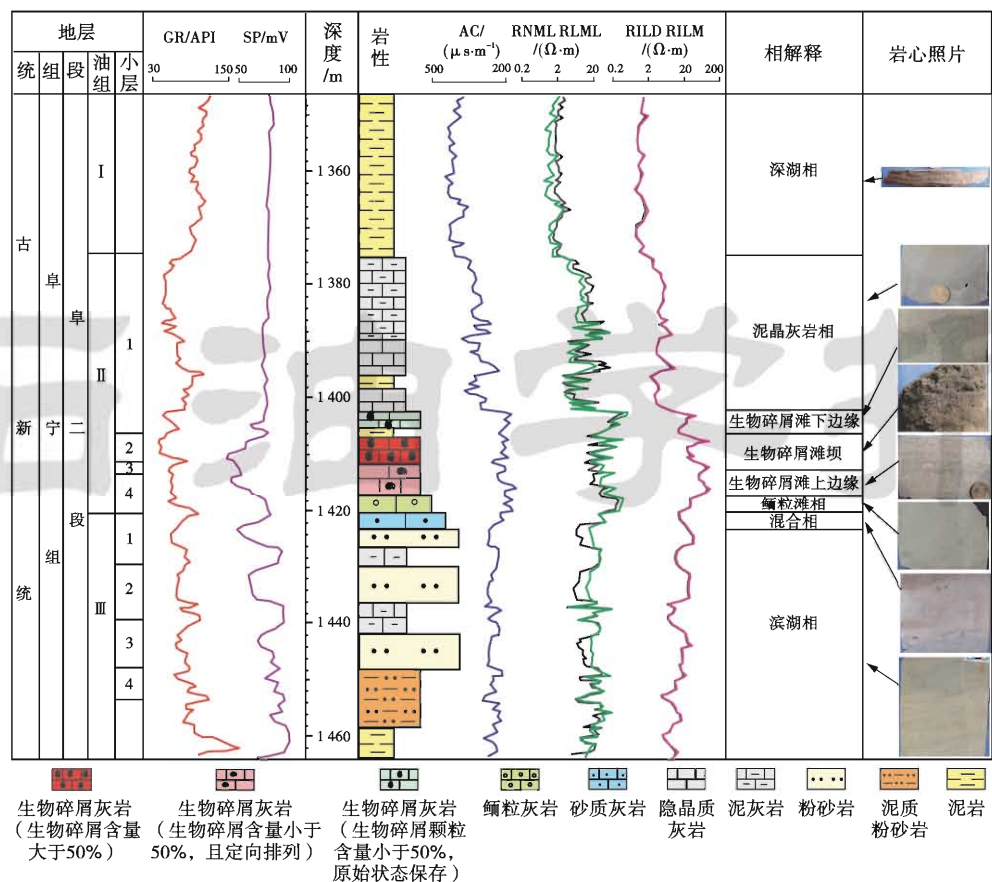 地层
GR/API
SP/mV
深度/m
岩性
AC/
(μs·m⁻¹)
RNML RLML
/(Ω·m)
RILD RILM
/(Ω·m)
相解释
岩心照片
统
组
段
油组
小层
30
150
50
100
500
200
0.2
2
20
0.2
2
20
200
古新统
阜宁组
阜二段
Ⅰ
Ⅱ
Ⅲ
1
2
3
4
1
2
3
4
1 360
1 380
1 400
1 420
1 440
1 460
深湖相
泥晶灰岩相
生物碎屑滩下边缘
生物碎屑滩坝
生物碎屑滩上边缘
鲕粒滩相
混合相
滨湖相
石油学报
生物碎屑灰岩
(生物碎屑含量
大于50%)
生物碎屑灰岩
(生物碎屑含量小于
50%,且定向排列)
生物碎屑灰岩
(生物碎屑颗粒
含量小于50%,
原始状态保存)
鲕粒灰岩
砂质灰岩
隐晶质
灰岩
泥灰岩
粉砂岩
泥质
粉砂岩
泥岩